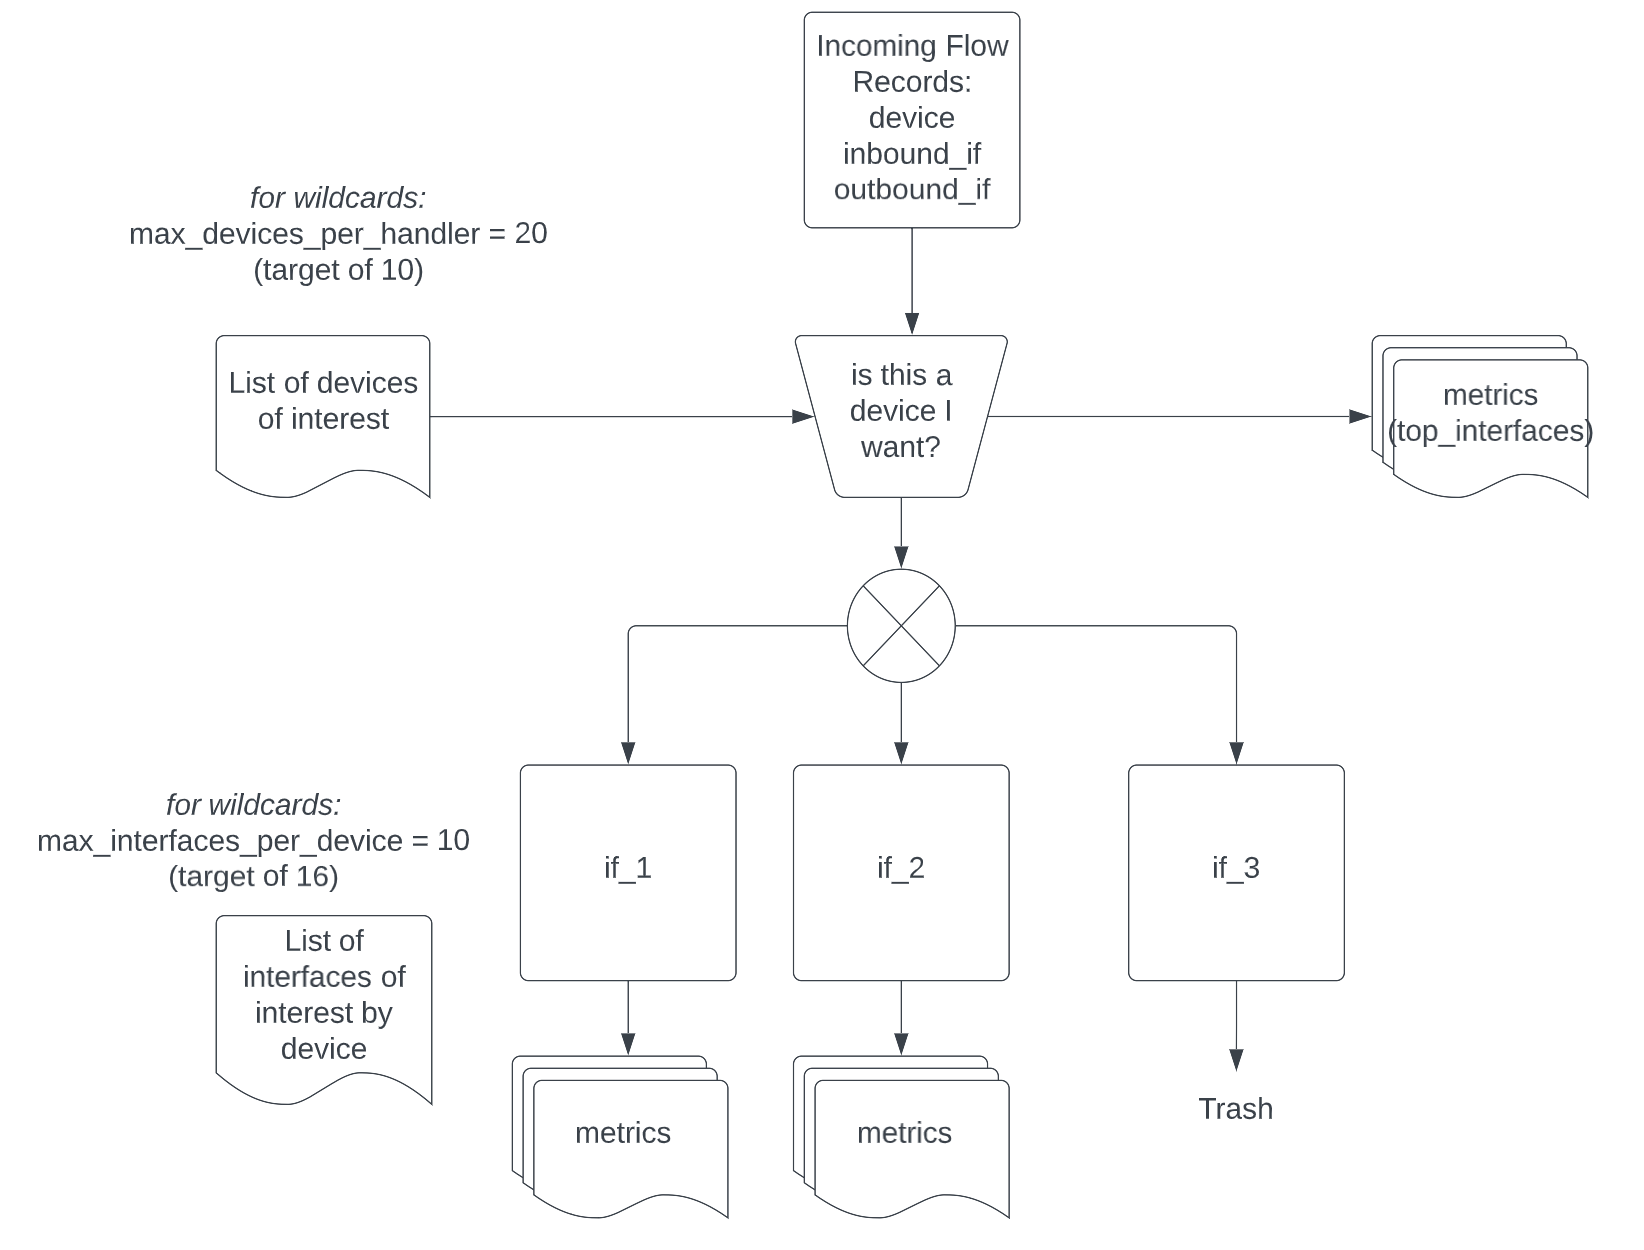 Incoming Flow
Records:
device
inbound_if
outbound_if
for wildcards:
max_devices_per_handler = 20
(target of 10)
List of devices
of interest
is this a
device I
want?
metrics
(top_interfaces)
for wildcards:
max_interfaces_per_device = 10
(target of 16)
List of
interfaces of
interest by
device
if_1
if_2
if_3
metrics
metrics
Trash